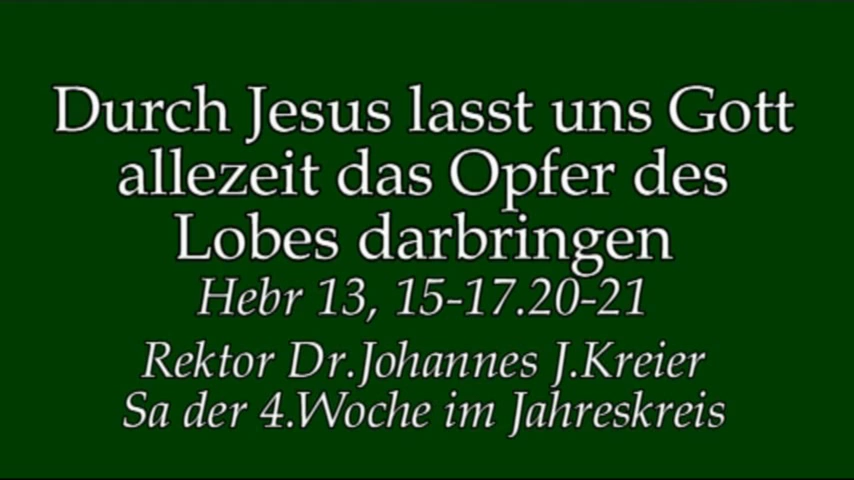 Durch Jesus lasst uns Gott
allezeit das Opfer des
Lobes darbringen
Hebr 13, 15-17.20-21
Rektor Dr.Johannes J.Kreier
Sa der 4.Woche im Jahreskreis